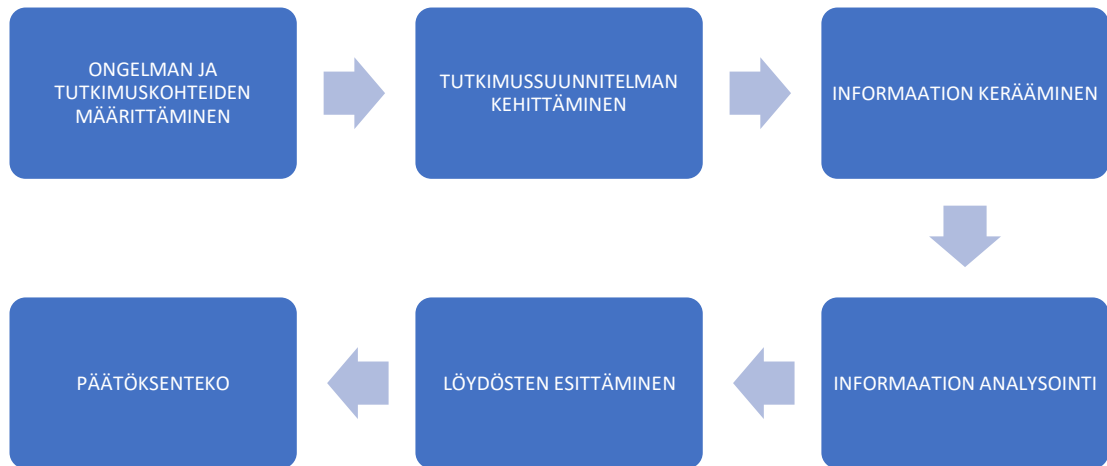 ONGELMAN JA
TUTKIMUSKOHTEIDEN
MÄÄRITTÄMINEN
TUTKIMUSSUUNNITELMAN
KEHITTÄMINEN
INFORMAATION KERÄÄMINEN
INFORMAATION ANALYSOINTI
LÖYDÖSTEN ESITTÄMINEN
PÄÄTÖKSENTEKO